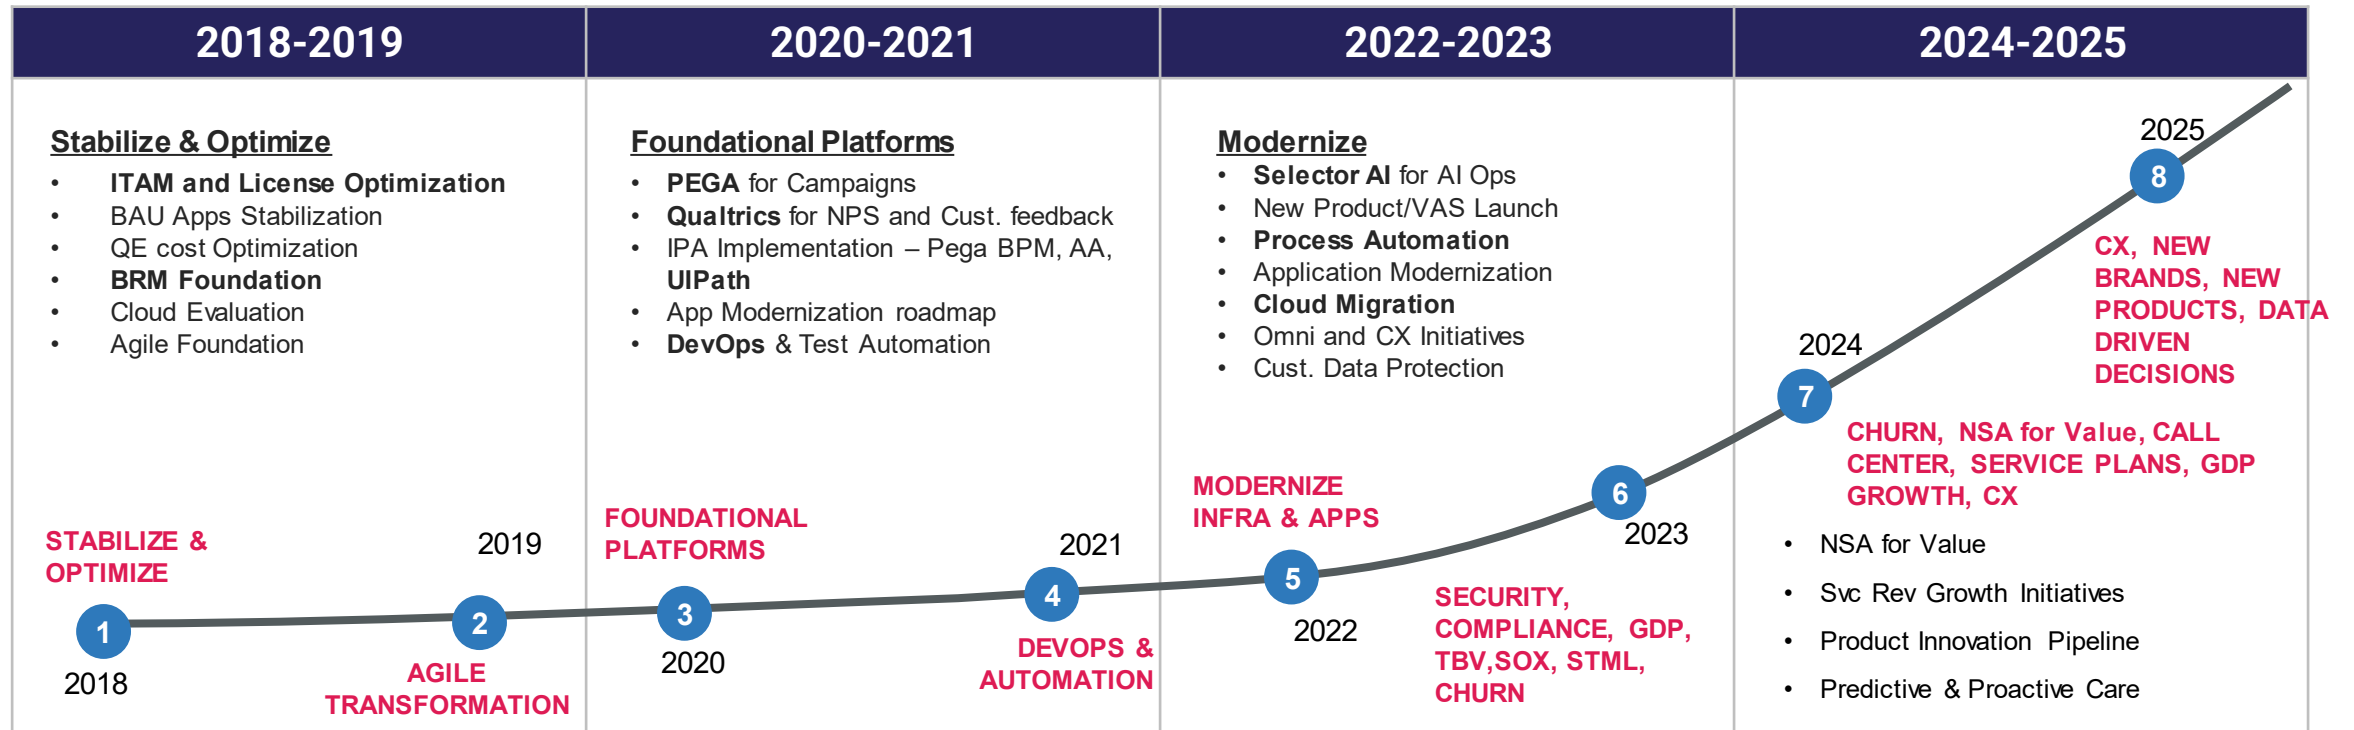 2018-2019
2020-2021
2022-2023
2024-2025
Stabilize & Optimize
• ITAM and License Optimization
• BAU Apps Stabilization
• QE cost Optimization
• BRM Foundation
• Cloud Evaluation
• Agile Foundation
STABILIZE &
OPTIMIZE
1
2018
2019
2
AGILE
TRANSFORMATION
Foundational Platforms
• PEGA for Campaigns
• Qualtrics for NPS and Cust. feedback
• IPA Implementation – Pega BPM, AA,
UIPath
• App Modernization roadmap
• DevOps & Test Automation
FOUNDATIONAL
PLATFORMS
3
2020
2021
4
DEVOPS &
AUTOMATION
Modernize
• Selector AI for AI Ops
• New Product/VAS Launch
• Process Automation
• Application Modernization
• Cloud Migration
• Omni and CX Initiatives
• Cust. Data Protection
MODERNIZE
INFRA & APPS
5
2022
6
2023
SECURITY,
COMPLIANCE, GDP,
TBV,SOX, STML,
CHURN
2025
8
CX, NEW
BRANDS, NEW
PRODUCTS, DATA
DRIVEN
DECISIONS
2024
7
CHURN, NSA for Value, CALL
CENTER, SERVICE PLANS, GDP
GROWTH, CX
• NSA for Value
• Svc Rev Growth Initiatives
• Product Innovation Pipeline
• Predictive & Proactive Care